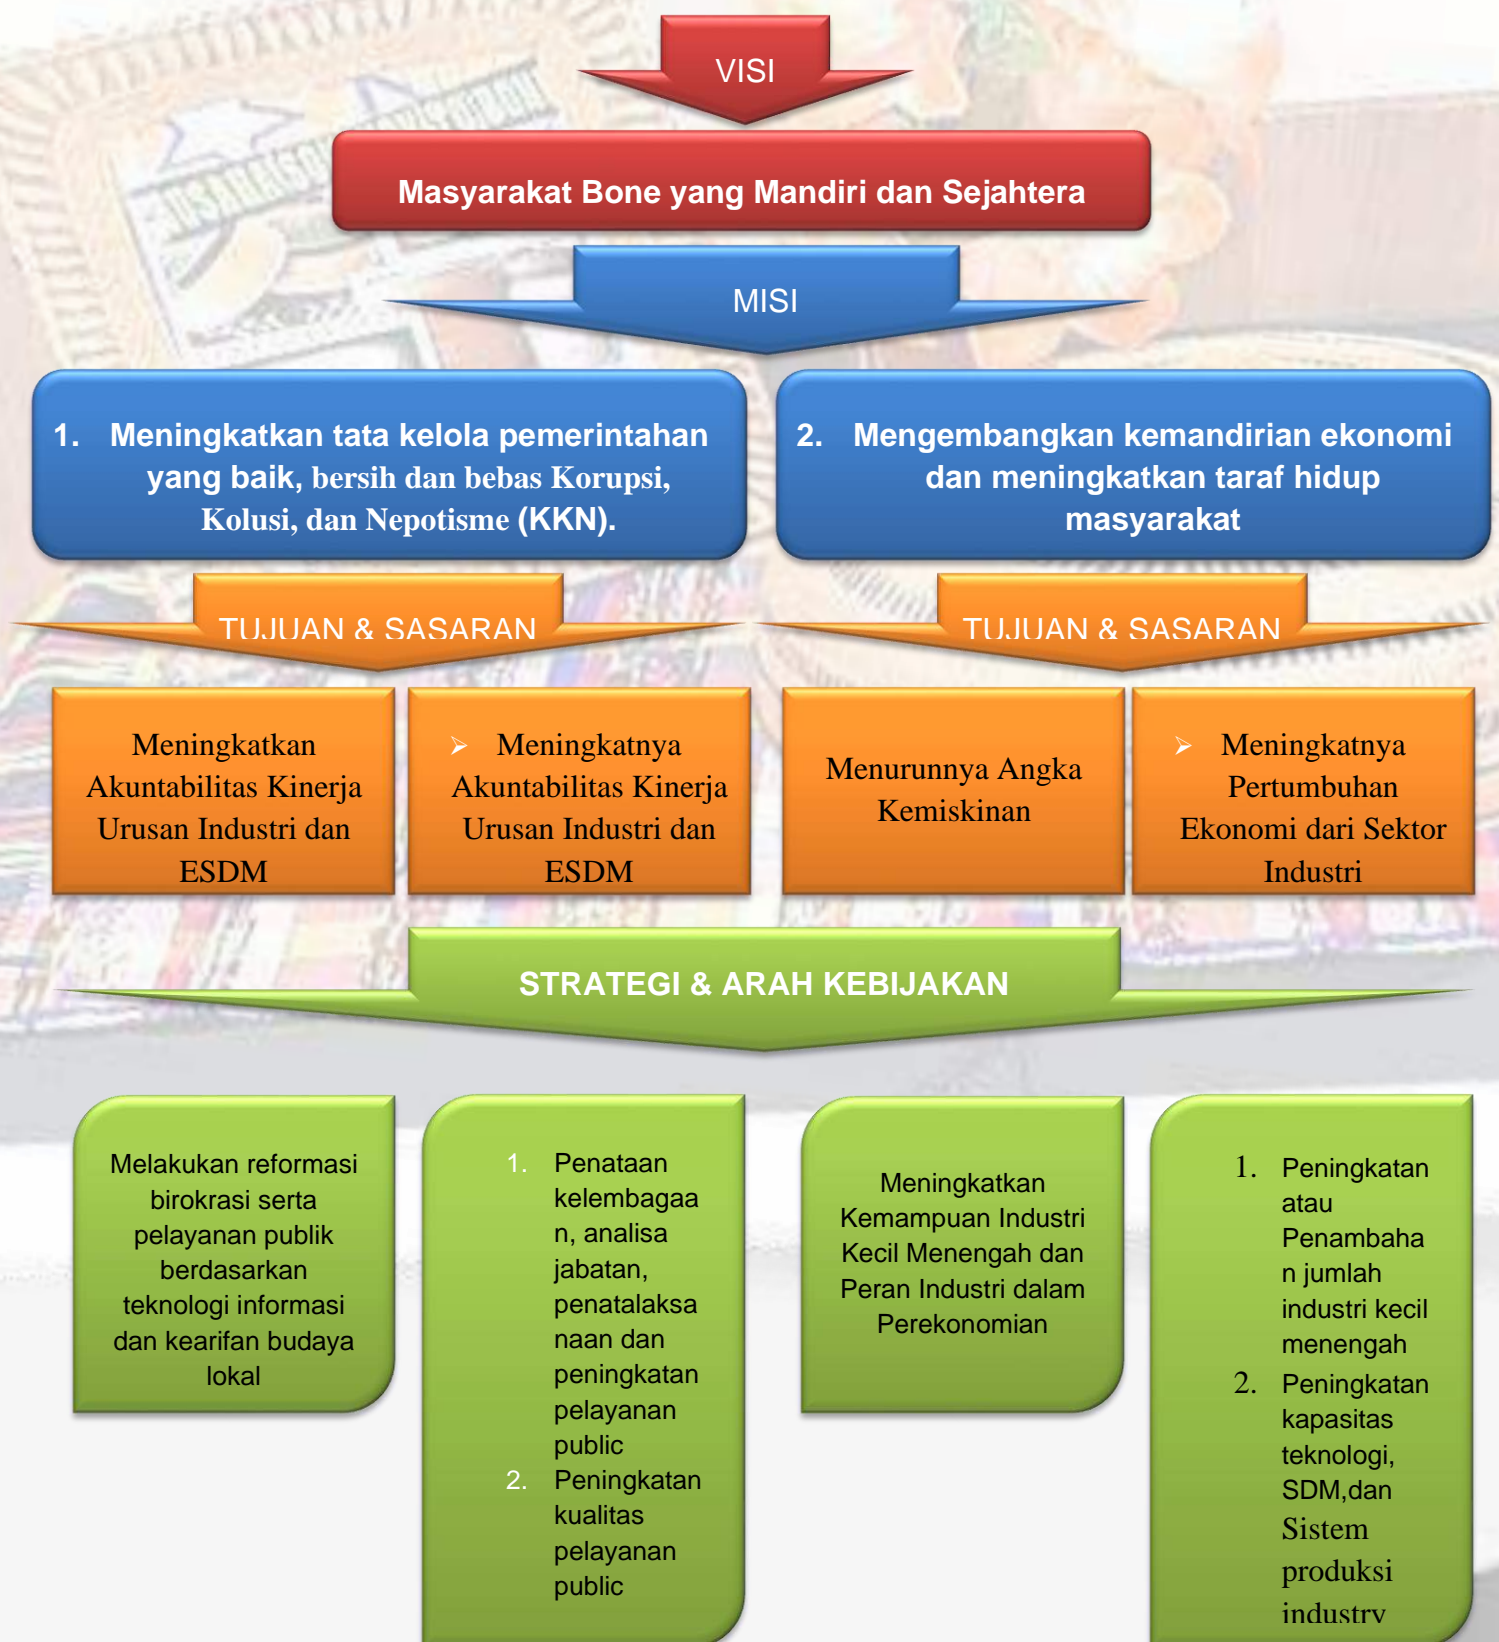 VISI
Masyarakat Bone yang Mandiri dan Sejahtera
MISI
1. Meningkatkan tata kelola pemerintahan
yang baik, bersih dan bebas Korupsi,
Kolusi, dan Nepotisme (KKN).
2. Mengembangkan kemandirian ekonomi
dan meningkatkan taraf hidup
masyarakat
TUJUAN & SASARAN
TUJUAN & SASARAN
Meningkatkan
Akuntabilitas Kinerja
Urusan Industri dan
ESDM
➢ Meningkatnya
Akuntabilitas Kinerja
Urusan Industri dan
ESDM
Menurunnya Angka
Kemiskinan
➢ Meningkatnya
Pertumbuhan
Ekonomi dari Sektor
Industri
STRATEGI & ARAH KEBIJAKAN
Melakukan reformasi
birokrasi serta
pelayanan publik
berdasarkan
teknologi informasi
dan kearifan budaya
lokal
1. Penataan
kelembagaa
n, analisa
jabatan,
penatalaksa
naan dan
peningkatan
pelayanan
public
2. Peningkatan
kualitas
pelayanan
public
Meningkatkan
Kemampuan Industri
Kecil Menengah dan
Peran Industri dalam
Perekonomian
1. Peningkatan
atau
Penambaha
n jumlah
industri kecil
menengah
2. Peningkatan
kapasitas
teknologi,
SDM,dan
Sistem
produksi
industry